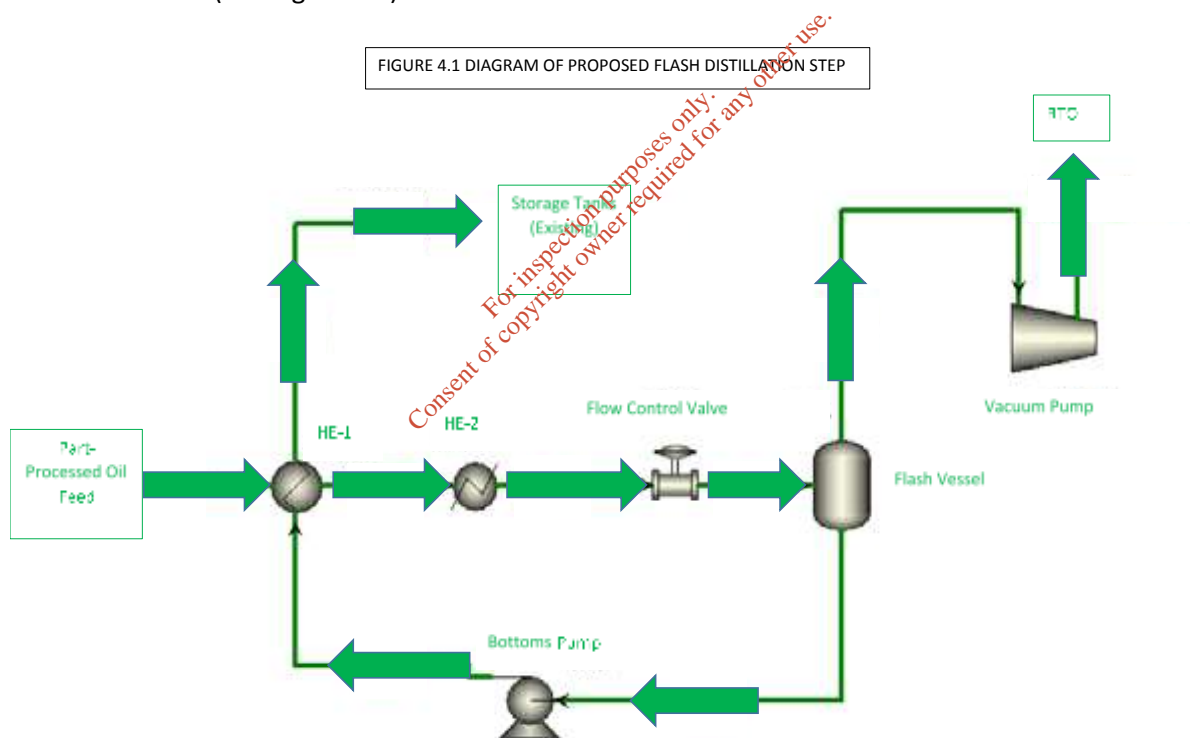 FIGURE 4.1 DIAGRAM OF PROPOSED FLASH DISTILLATION STEP
For inspection purposes only.
Consent of copyright owner required for any other use.
RTO
Storage Tanks
(Existing)
Flow Control Valve
Vacuum Pump
HE-1
HE-2
Part-
Processed Oil
Feed
Flash Vessel
Bottoms Pump